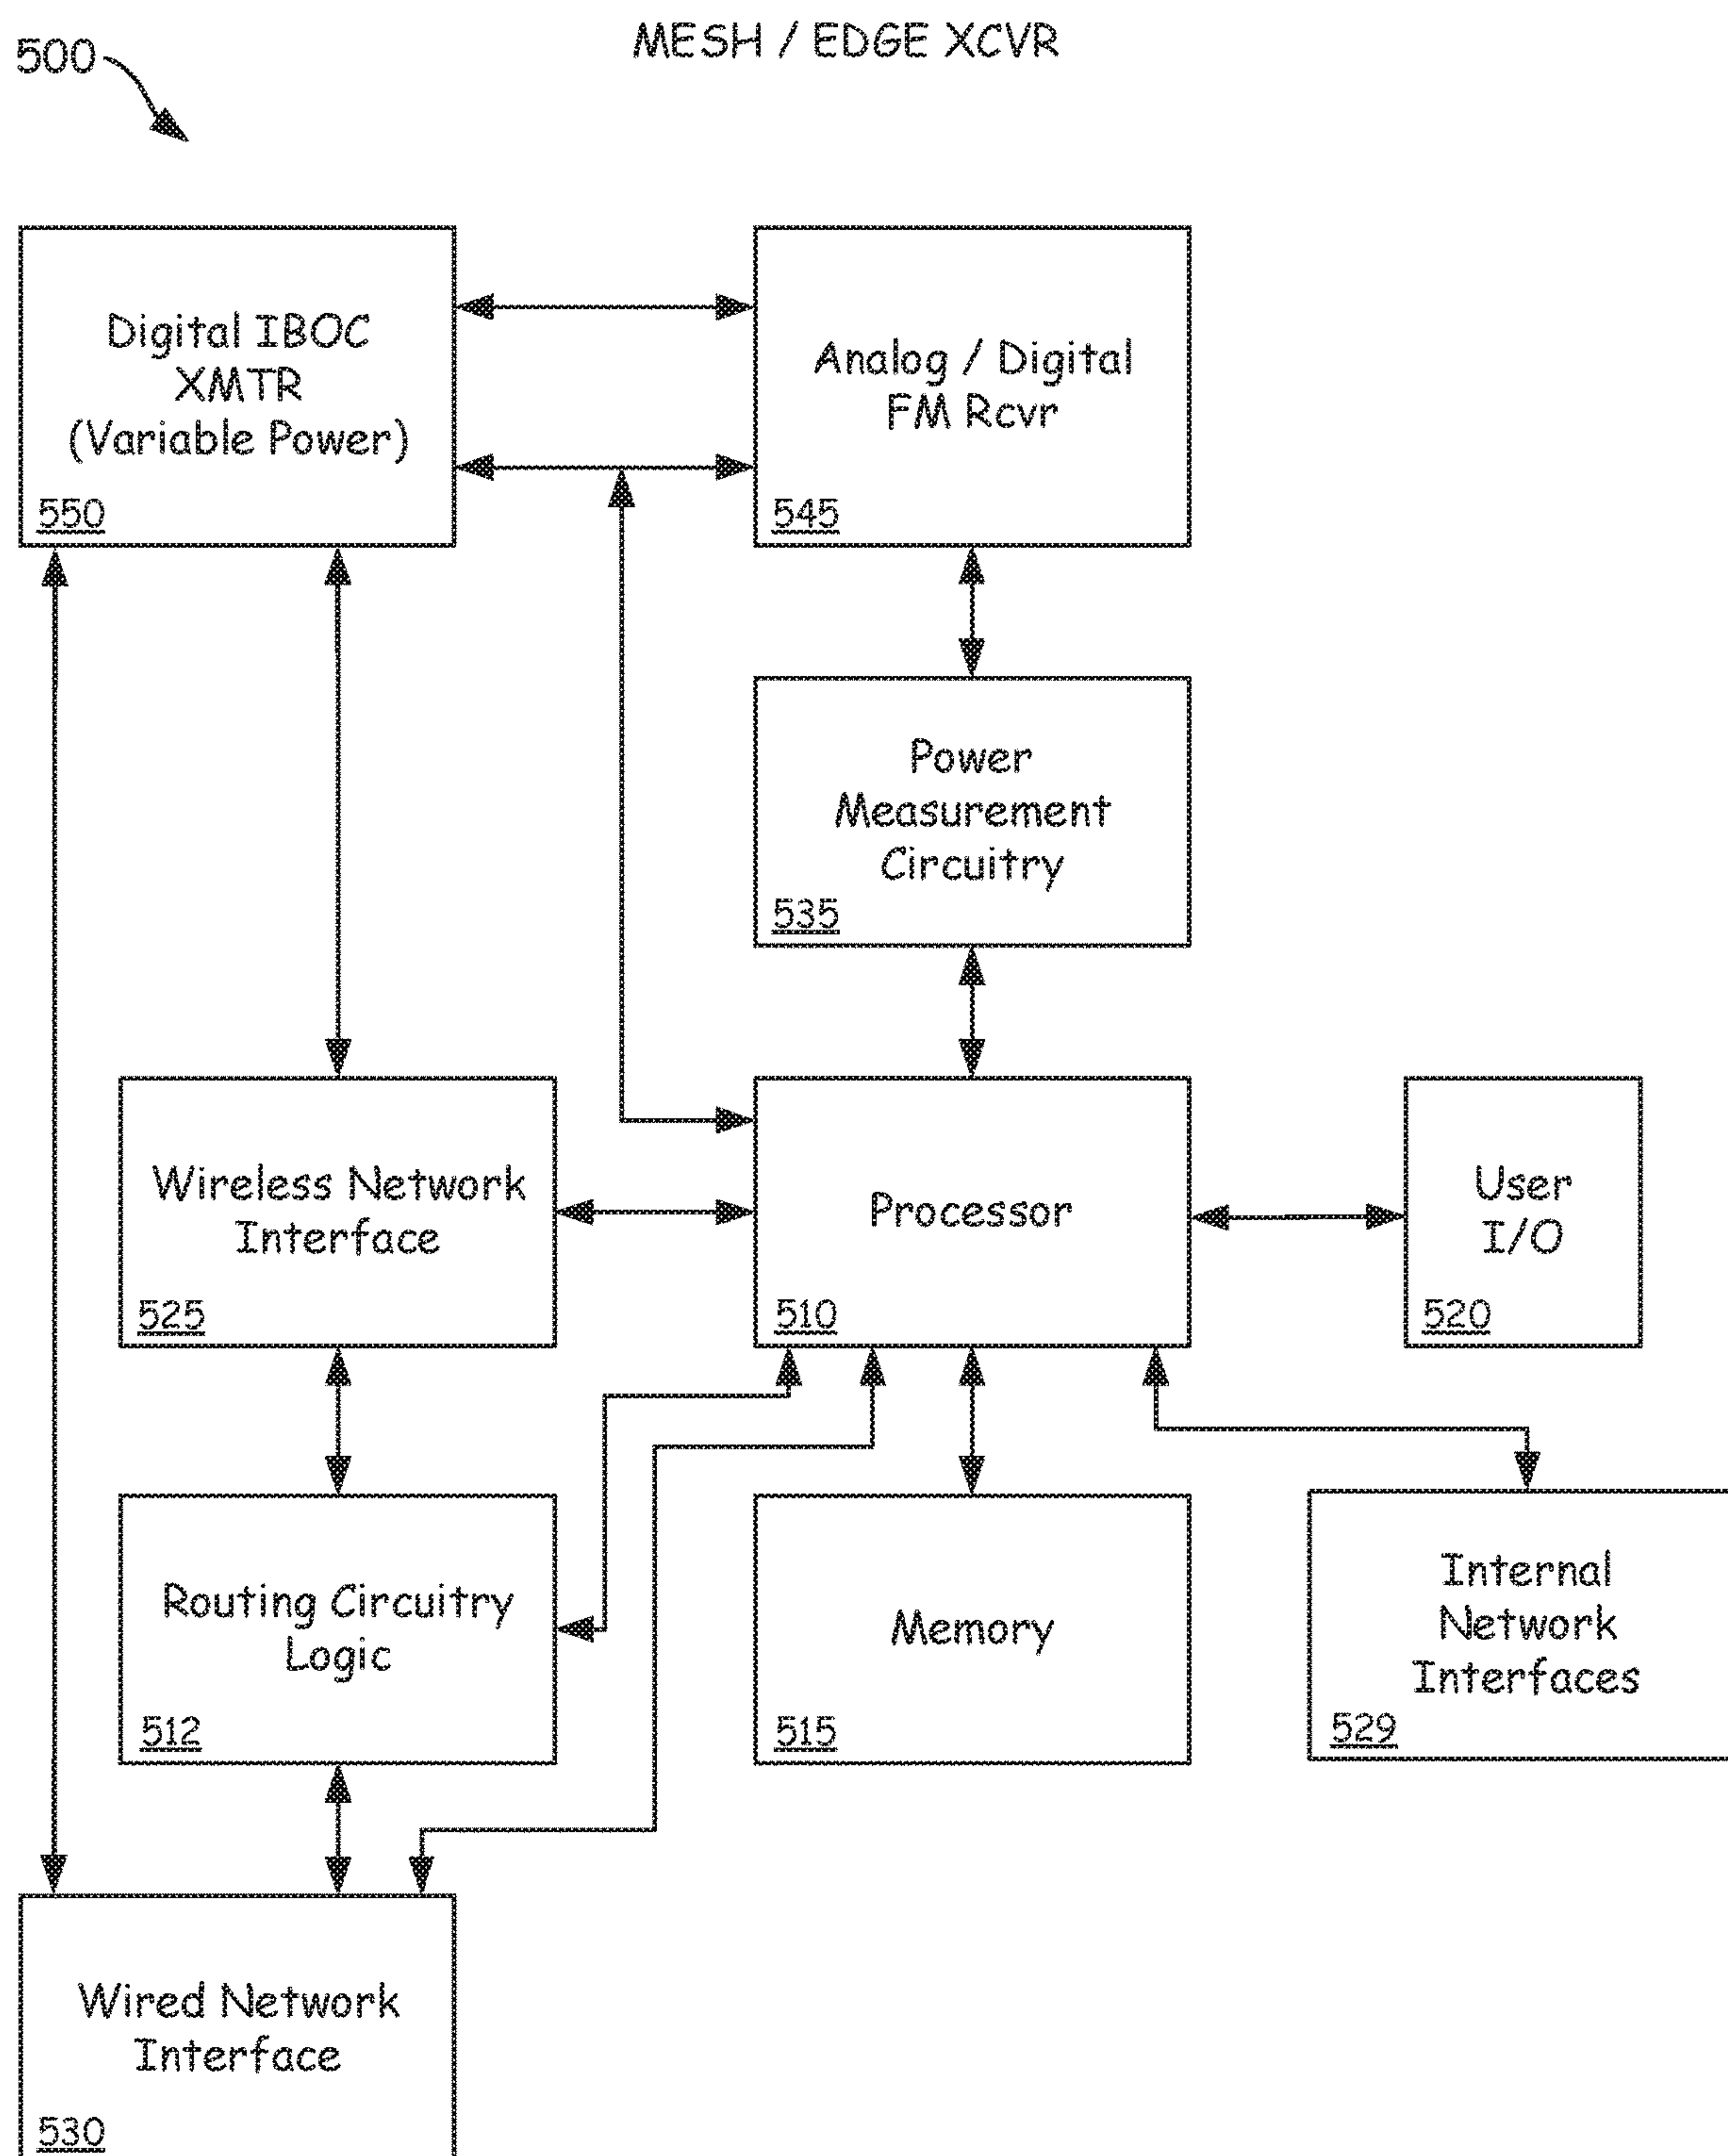 MESH / EDGE XCVR
500
Digital IBOC
XMTR
(Variable Power)
550
Analog / Digital
FM Rcvr
545
Power
Measurement
Circuitry
535
Wireless Network
Interface
525
Processor
510
User
I/O
520
Routing Circuitry
Logic
512
Memory
515
Internal
Network
Interfaces
529
Wired Network
Interface
530